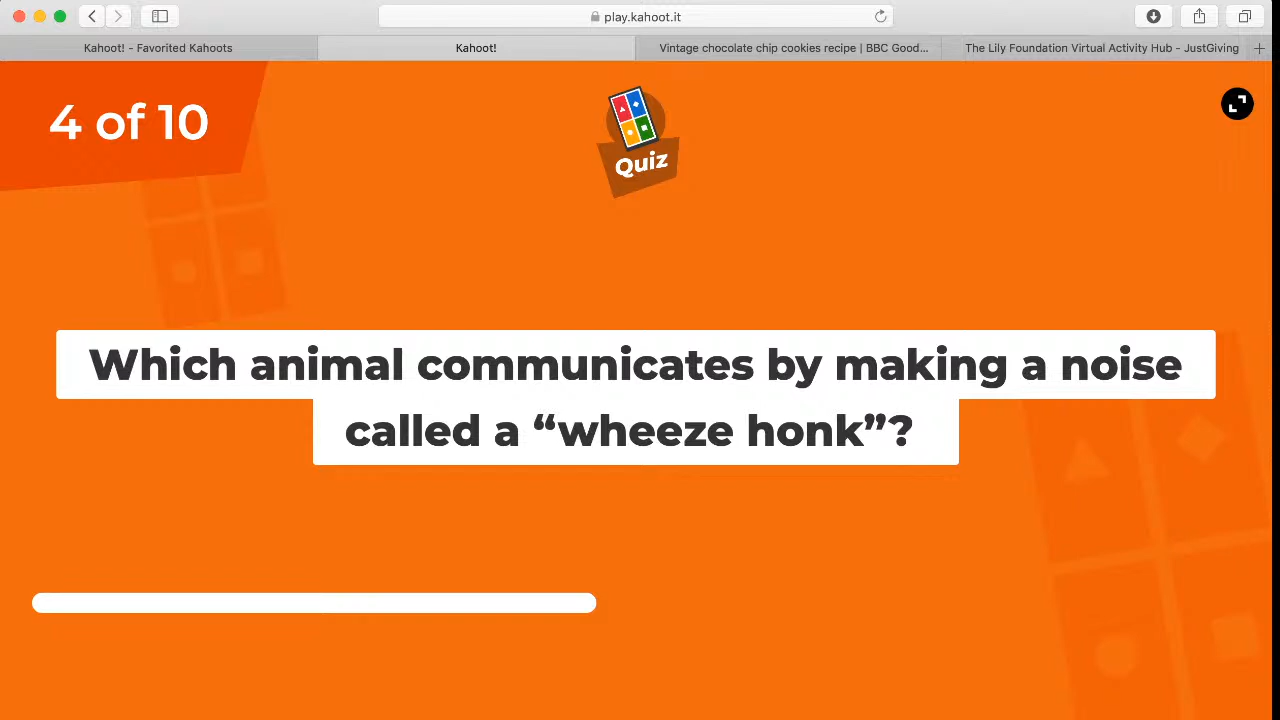 play.kahoot.it
Kahoot! - Favorited Kahoots
Kahoot!
Vintage chocolate chip cookies recipe | BBC Good...
The Lily Foundation Virtual Activity Hub - JustGiving
4 of 10
Quiz
Which animal communicates by making a noise
called a “wheeze honk”?